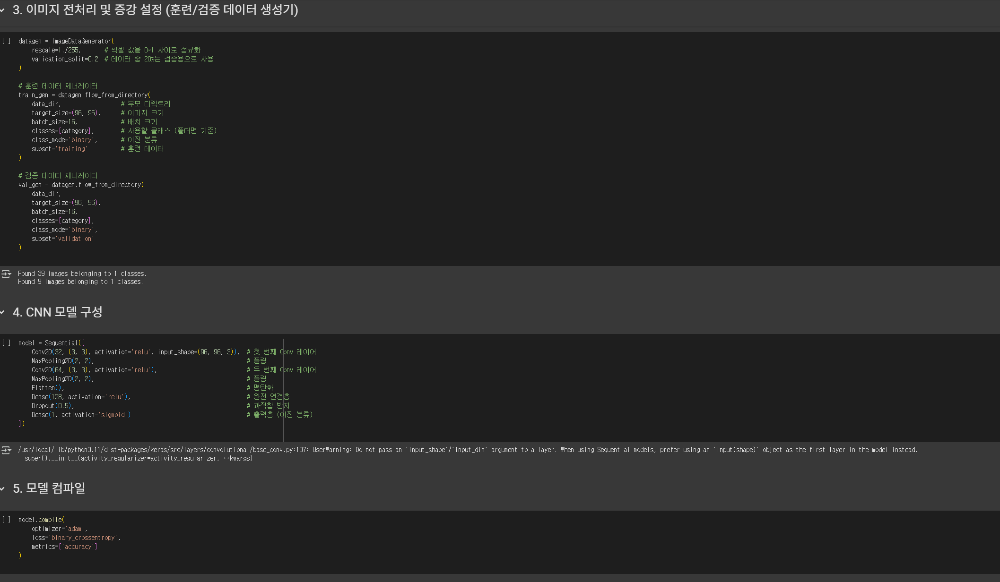 3. 이미지 전처리 및 증강 설정 (훈련/검증 데이터 생성기)
[ ] datagen = ImageDataGenerator(
rescale=1./255, # 픽셀 값을 0~1 사이로 정규화
validation_split=0.2 # 데이터 중 20%는 검증용으로 사용
)
# 훈련 데이터 제너레이터
train_gen = datagen.flow_from_directory(
data_dir, # 부모 디렉토리
target_size=(96, 96), # 이미지 크기
batch_size=16, # 배치 크기
classes=[category], # 사용할 클래스 (폴더명 기준)
class_mode='binary', # 이진 분류
subset='training' # 훈련 데이터
)
# 검증 데이터 제너레이터
val_gen = datagen.flow_from_directory(
data_dir,
target_size=(96, 96),
batch_size=16,
classes=[category],
class_mode='binary',
subset='validation'
)
Found 39 images belonging to 1 classes.
Found 9 images belonging to 1 classes.
4. CNN 모델 구성
[ ] model = Sequential([
Conv2D(32, (3, 3), activation='relu', input_shape=(96, 96, 3)), # 첫 번째 Conv 레이어
MaxPooling2D(2, 2), # 풀링
Conv2D(64, (3, 3), activation='relu'), # 두 번째 Conv 레이어
MaxPooling2D(2, 2), # 풀링
Flatten(), # 평탄화
Dense(128, activation='relu'), # 완전 연결층
Dropout(0.5), # 과적합 방지
Dense(1, activation='sigmoid') # 출력층 (이진 분류)
])
/usr/local/lib/python3.11/dist-packages/keras/src/layers/convolutional/base_conv.py:107: UserWarning: Do not pass an `input_shape`/`input_dim` argument to a layer. When using Sequential models, prefer using an `Input(shape)` object as the first layer in the model instead.
super().__init__(activity_regularizer=activity_regularizer, **kwargs)
5. 모델 컴파일
[ ] model.compile(
optimizer='adam',
loss='binary_crossentropy',
metrics=['accuracy']
)